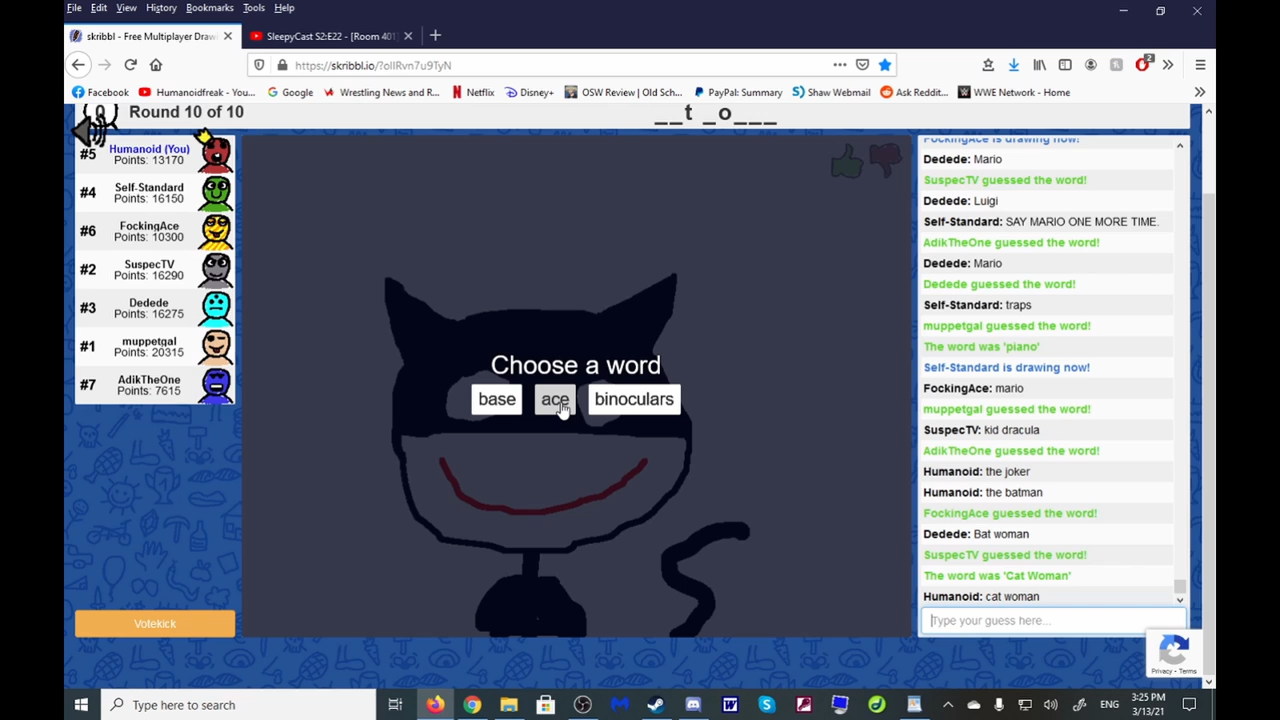 File Edit View History Bookmarks Tools Help
skribbl - Free Multiplayer Draw
SleepyCast S2:E22 - [Room 401]
https://skribbl.io/?olIRvn7u9TyN
2
Facebook Humanoidfreak - You... Google Wrestling News and R... Netflix Disney+ OSW Review | Old Sch... PayPal: Summary Shaw Webmail Ask Reddit... WWE Network - Home
0 Round 10 of 10 __t _o___
#5 Humanoid (You)
Points: 13170
#4 Self-Standard
Points: 16150
#6 FockingAce
Points: 10300
#2 SuspecTV
Points: 16290
#3 Dedede
Points: 16275
#1 muppetgal
Points: 20315
#7 AdikTheOne
Points: 7615
Votekick
Choose a word
base ace binoculars
FockingAce is drawing now!
Dedede: Mario
SuspecTV guessed the word!
Dedede: Luigi
Self-Standard: SAY MARIO ONE MORE TIME.
AdikTheOne guessed the word!
Dedede: Mario
Dedede guessed the word!
Self-Standard: traps
muppetgal guessed the word!
The word was 'piano'
Self-Standard is drawing now!
FockingAce: mario
muppetgal guessed the word!
SuspecTV: kid dracula
AdikTheOne guessed the word!
Humanoid: the joker
Humanoid: the batman
FockingAce guessed the word!
Dedede: Bat woman
SuspecTV guessed the word!
The word was 'Cat Woman'
Humanoid: cat woman
Type your guess here...
Privacy - Terms
Type here to search
ENG
3:25 PM
3/13/21